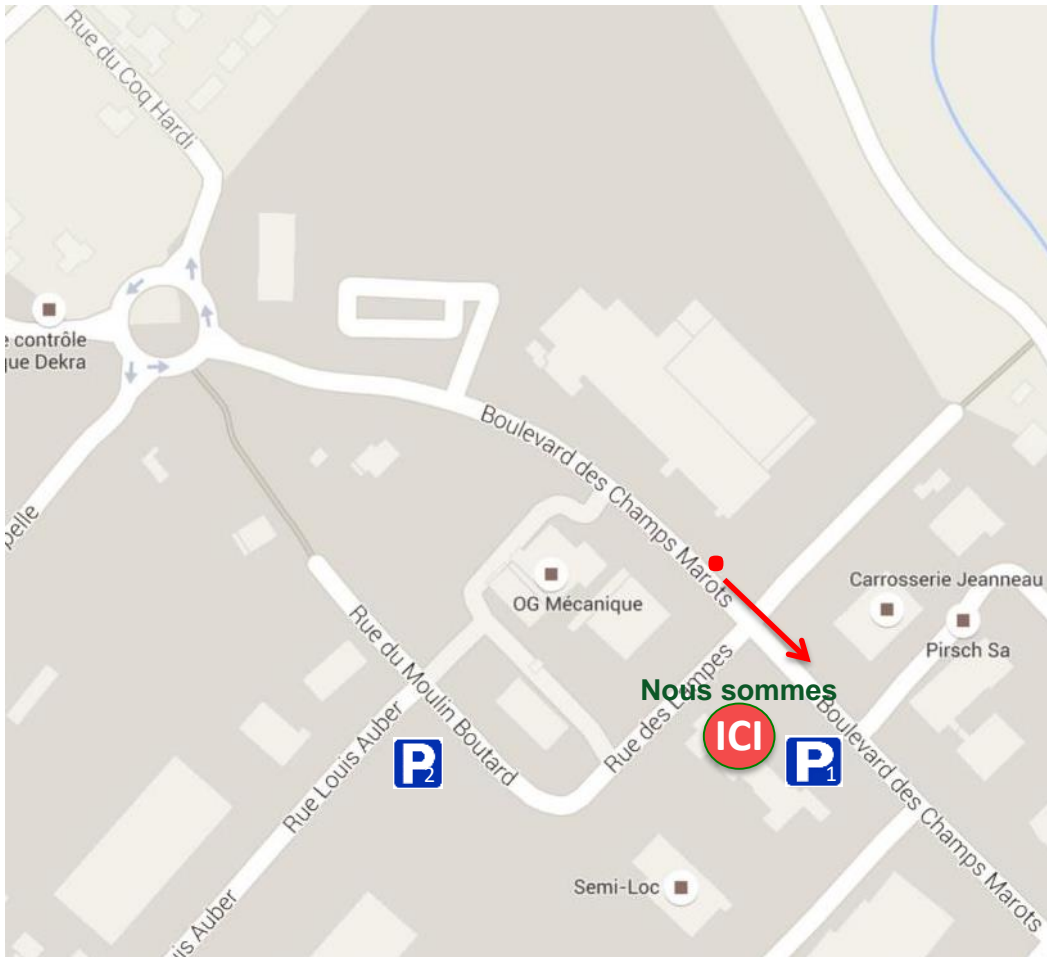 Rue du Coq Hardi
e contrôle
que Dekra
pelle
Boulevard des Champs Marots
OG Mécanique
Carrosserie Jeanneau
Pirsch Sa
Rue du Moulin Boutard
Rue des Lampes
Nous sommes
ICI
P1
Boulevard des Champs Marots
P2
Rue Louis Auber
Semi-Loc
is Auber